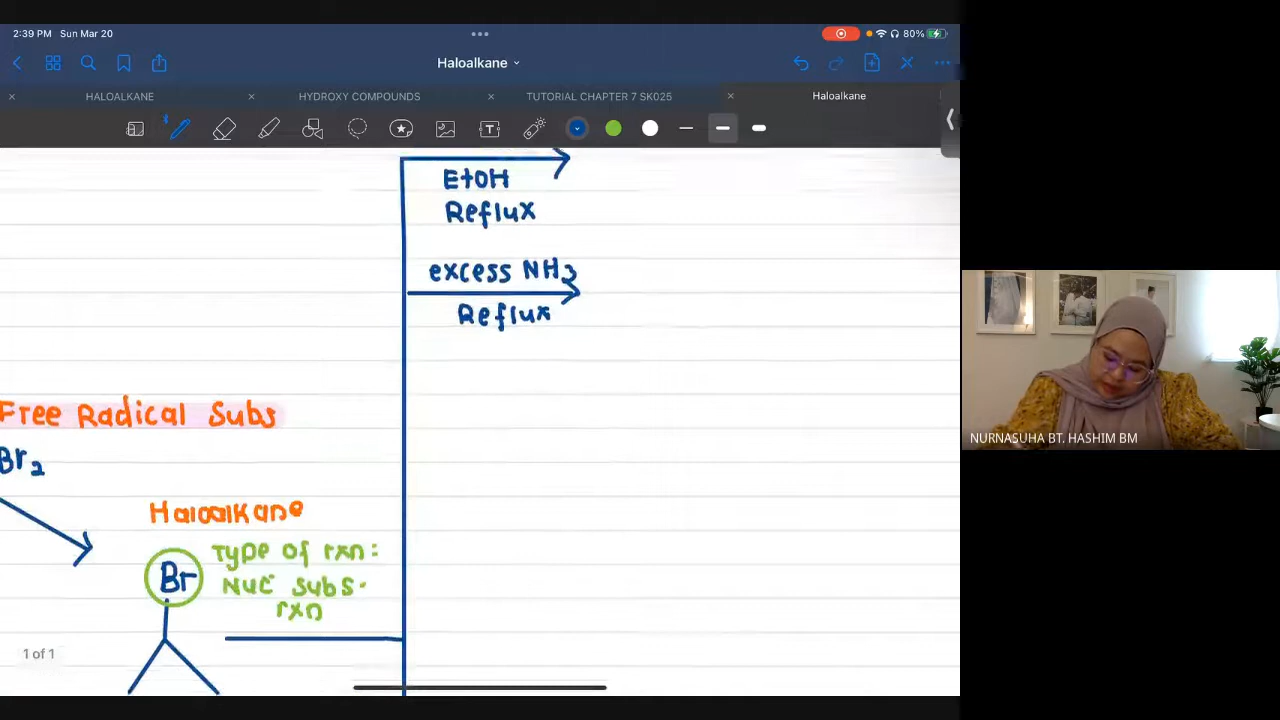 2:39 PM Sun Mar 20
80%
Haloalkane
HALOALKANE
HYDROXY COMPOUNDS
TUTORIAL CHAPTER 7 SK025
Haloalkane
EtOH
Reflux
excess NH3
Reflux
Free Radical Subs
Br2
Haloalkane
Type of rxn:
Br
Nuc subs.
rxn
1 of 1
NURNASUHA BT. HASHIM BM